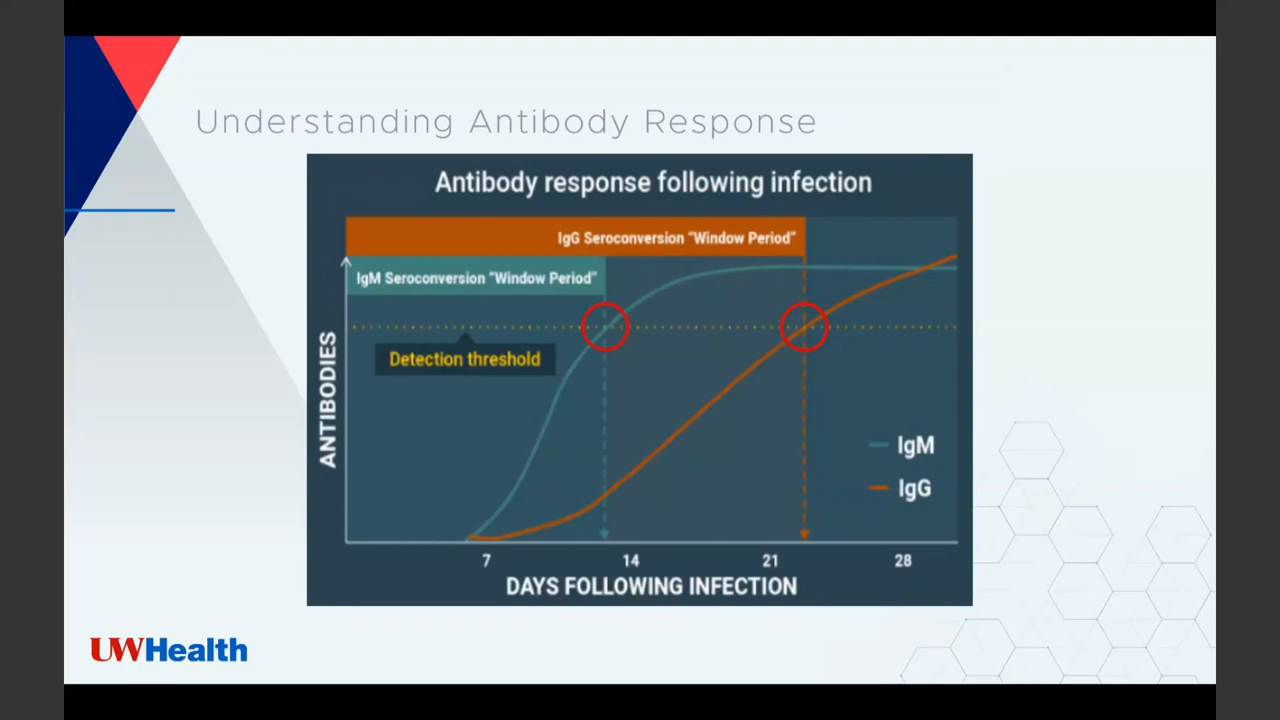 Understanding Antibody Response
Antibody response following infection
IgG Seroconversion “Window Period”
IgM Seroconversion “Window Period”
Detection threshold
ANTIBODIES
IgM
IgG
7 14 21 28
DAYS FOLLOWING INFECTION
UWHealth